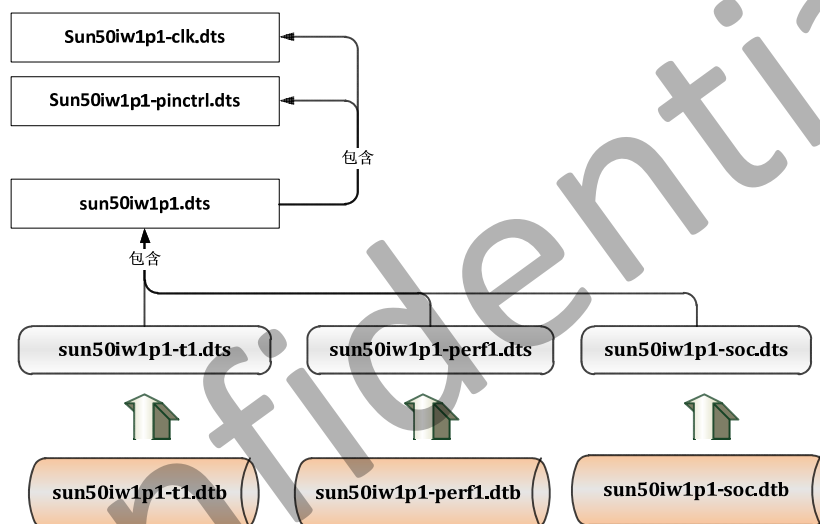 Sun50iw1p1-clk.dts
Sun50iw1p1-pinctrl.dts
包含
sun50iw1p1.dts
包含
sun50iw1p1-t1.dts
sun50iw1p1-perf1.dts
sun50iw1p1-soc.dts
sun50iw1p1-t1.dtb
sun50iw1p1-perf1.dtb
sun50iw1p1-soc.dtb
nfidenti